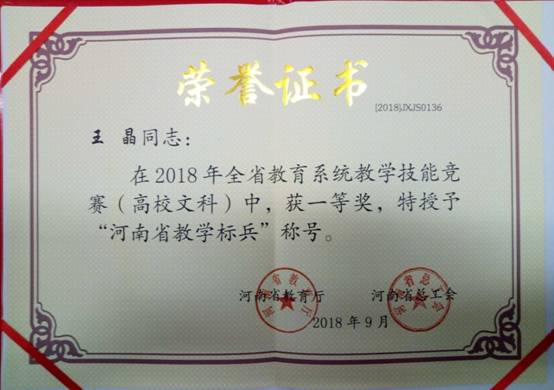 荣誉证书
[2018]JXJS0136
王 晶同志：
在2018年全省教育系统教学技能竞
赛（高校文科）中，获一等奖，特授予
“河南省教学标兵”称号。
河南省教育厅 河南省总工会
2018年9月